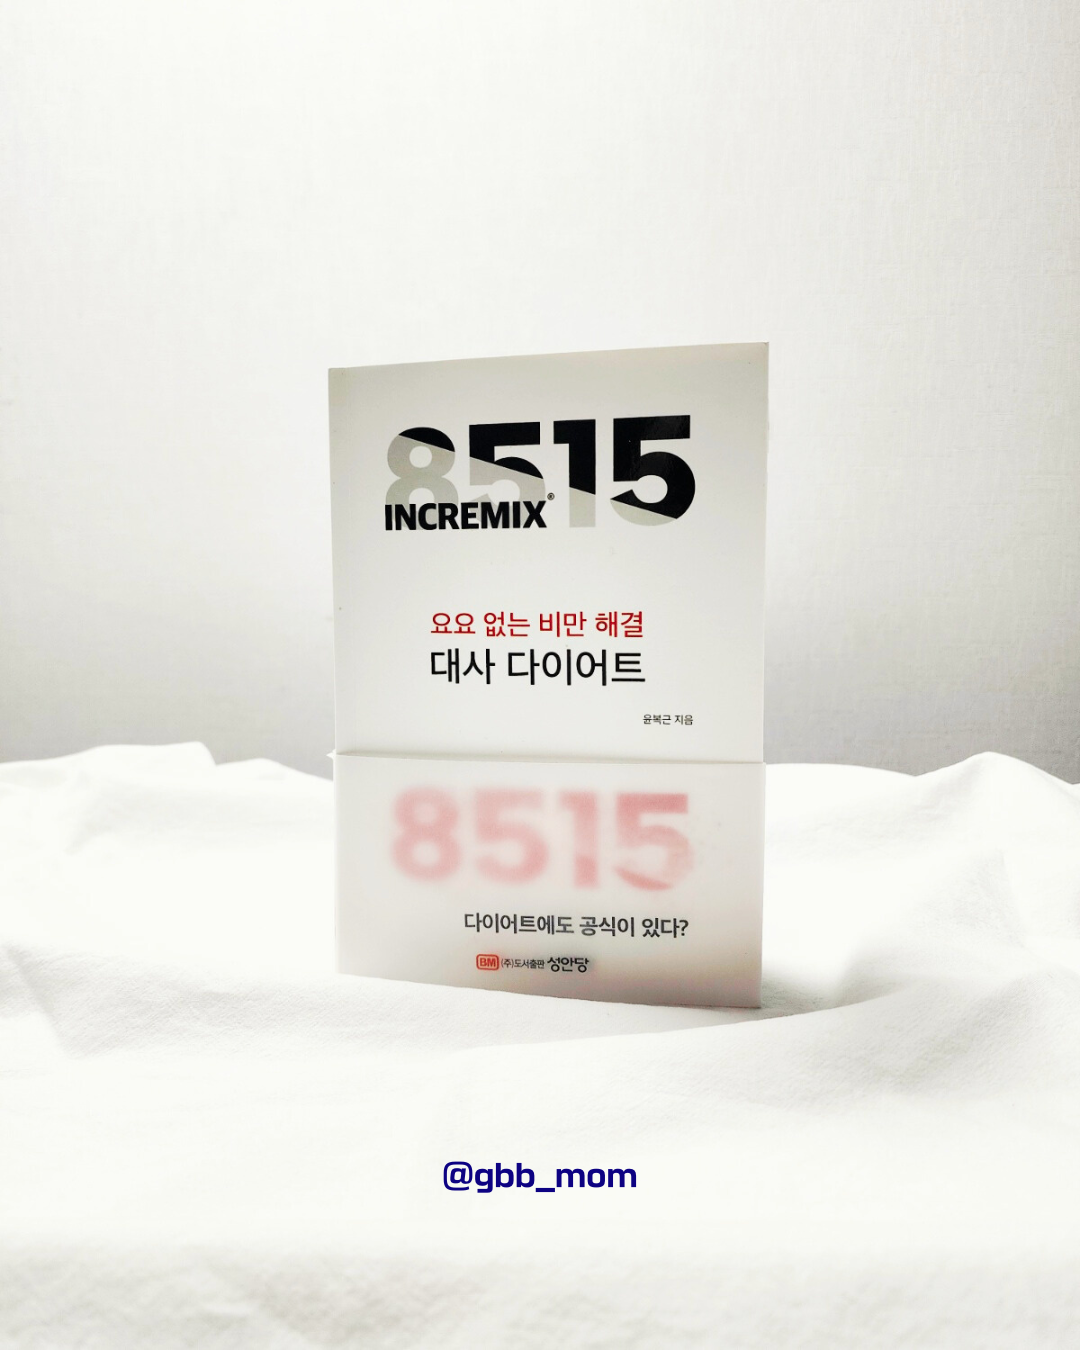 8515
INCREMIX®
요요 없는 비만 해결
대사 다이어트
윤복근 지음
8515
다이어트에도 공식이 있다?
BM (주)도서출판 성안당
@gbb_mom